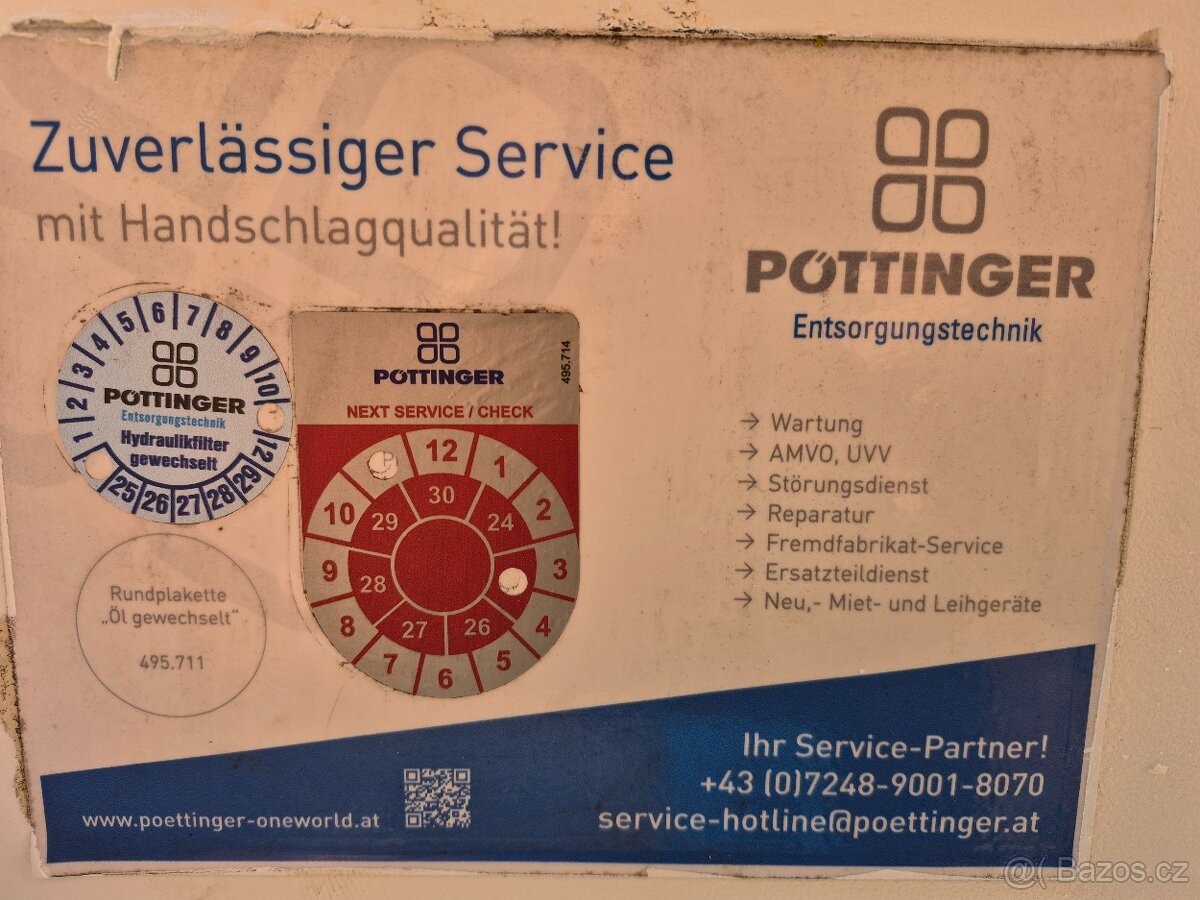 Zuverlässiger Service
mit Handschlagqualität!
PÖTTINGER
Entsorgungstechnik
1 2 3 4 5 6 7 8 9 10 12
PÖTTINGER
Entsorgungstechnik
Hydraulikfilter
gewechselt
25 26 27 28 29
PÖTTINGER
495.714
NEXT SERVICE / CHECK
12 1 2 3 4 5 6 7 8 9 10
30 24 26 27 28 29
Rundplakette
„Öl gewechselt“
495.711
→ Wartung
→ AMVO, UVV
→ Störungsdienst
→ Reparatur
→ Fremdfabrikat-Service
→ Ersatzteildienst
→ Neu,- Miet- und Leihgeräte
Ihr Service-Partner!
+43 (0)7248-9001-8070
service-hotline@poettinger.at
www.poettinger-oneworld.at
@( Bazos.cz